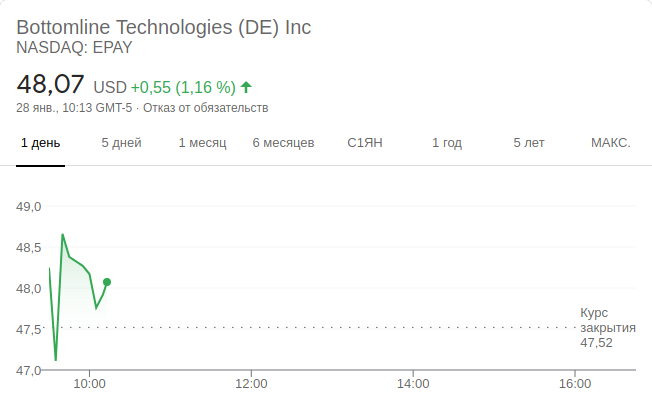 Bottomline Technologies (DE) Inc
NASDAQ: EPAY
48,07 USD +0,55 (1,16 %)
28 янв., 10:13 GMT-5 · Отказ от обязательств
1 день 5 дней 1 месяц 6 месяцев С1ЯН 1 год 5 лет МАКС.
49,0
48,5
48,0
47,5
47,0
Курс
закрытия
47,52
10:00 12:00 14:00 16:00